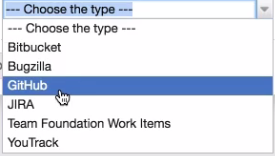 --- Choose the type ---
--- Choose the type ---
Bitbucket
Bugzilla
GitHub
JIRA
Team Foundation Work Items
YouTrack